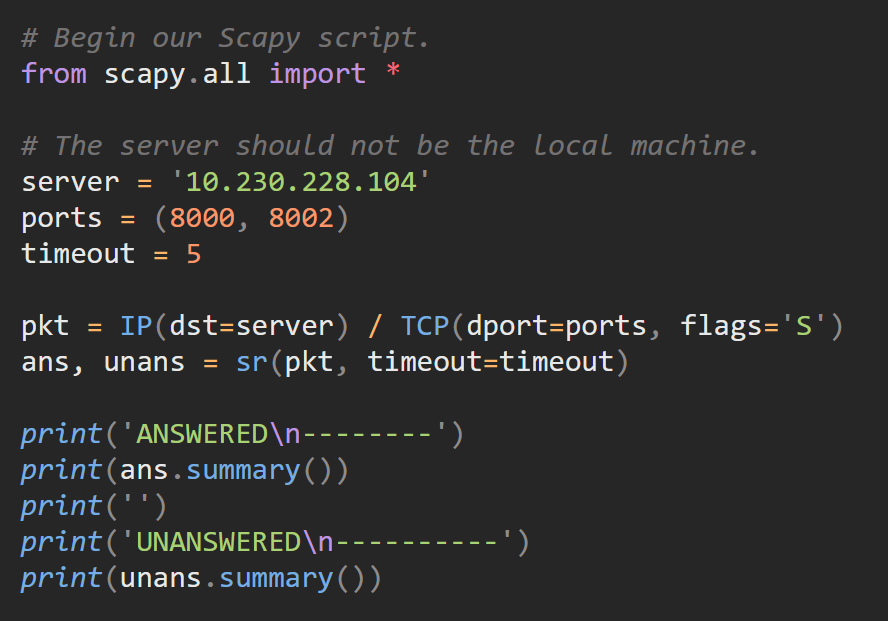 # Begin our Scapy script.
from scapy.all import *
# The server should not be the local machine.
server = '10.230.228.104'
ports = (8000, 8002)
timeout = 5
pkt = IP(dst=server) / TCP(dport=ports, flags='S')
ans, unans = sr(pkt, timeout=timeout)
print('ANSWERED\n--------')
print(ans.summary())
print('')
print('UNANSWERED\n----------')
print(unans.summary())